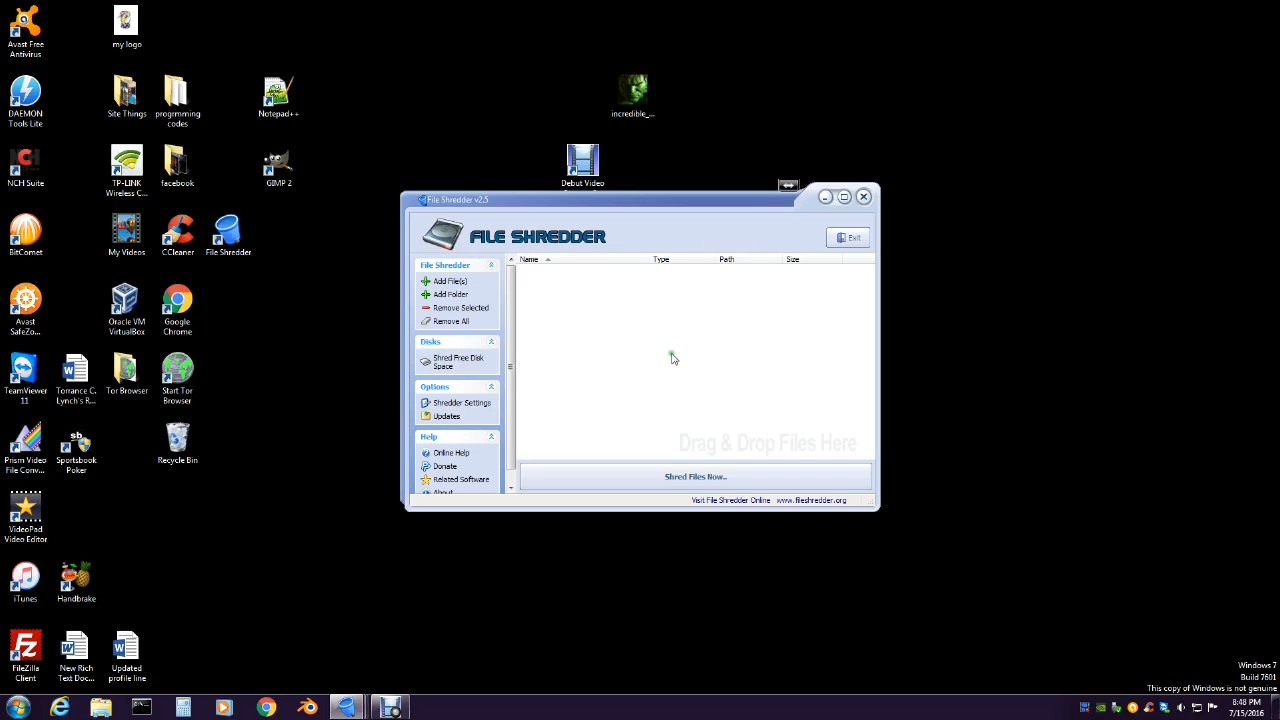 Avast Free
Antivirus
my logo
DAEMON
Tools Lite
Site Things
progrmming
codes
Notepad++
incredible_...
NCH Suite
TP-LINK
Wireless C...
facebook
GIMP 2
Debut Video
BitComet
My Videos
CCleaner
File Shredder
Avast
SafeZo...
Oracle VM
VirtualBox
Google
Chrome
TeamViewer
11
Torrance C.
Lynch's R...
Tor Browser
Start Tor
Browser
Prism Video
File Conv...
Sportsbook
Poker
Recycle Bin
VideoPad
Video Editor
iTunes
Handbrake
FileZilla
Client
New Rich
Text Doc...
Updated
profile line
File Shredder v2.5
FILE SHREDDER
Exit
File Shredder
Add File(s)
Add Folder
Remove Selected
Remove All
Disks
Shred Free Disk
Space
Options
Shredder Settings
Updates
Help
Online Help
Donate
Related Software
About
Name Type Path Size
Drag & Drop Files Here
Shred Files Now..
Visit File Shredder Online www.fileshredder.org
Windows 7
Build 7601
This copy of Windows is not genuine
8:48 PM
7/15/2016